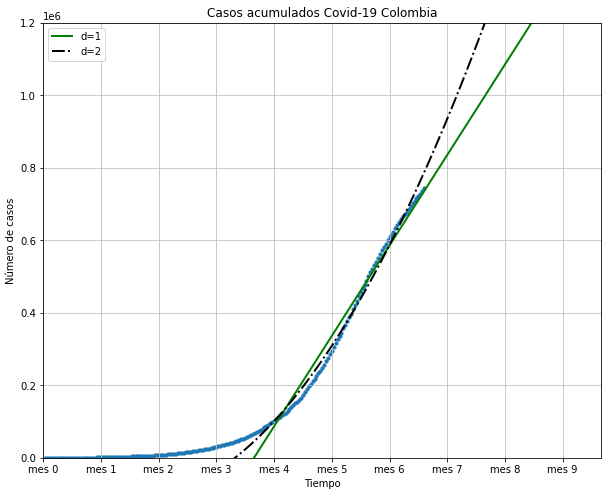 Casos acumulados Covid-19 Colombia
1e6
d=1
d=2
1.2
1.0
0.8
0.6
0.4
0.2
0.0
Número de casos
mes 0 mes 1 mes 2 mes 3 mes 4 mes 5 mes 6 mes 7 mes 8 mes 9
Tiempo